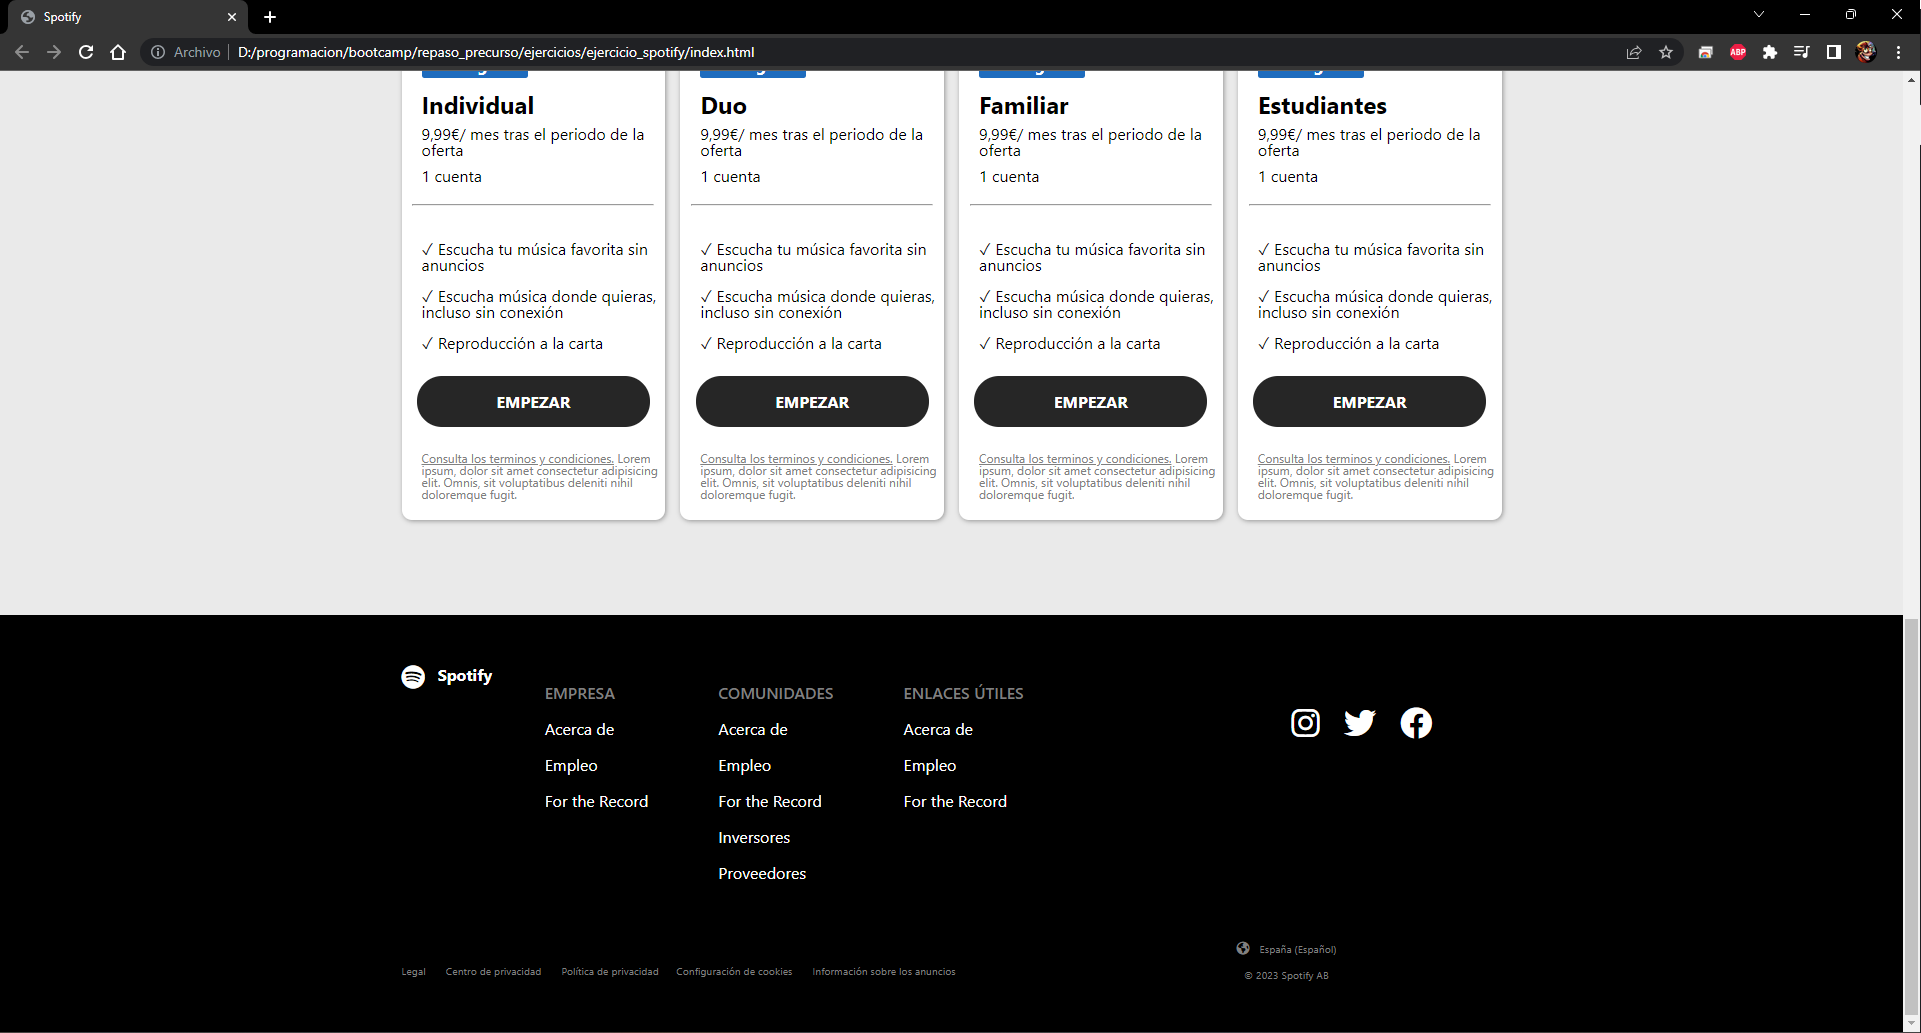 Spotify
Archivo D:/programacion/bootcamp/repaso_precurso/ejercicios/ejercicio_spotify/index.html
ABP
Individual
9,99€/ mes tras el periodo de la
oferta
1 cuenta
✓ Escucha tu música favorita sin
anuncios
✓ Escucha música donde quieras,
incluso sin conexión
✓ Reproducción a la carta
EMPEZAR
Consulta los terminos y condiciones. Lorem
ipsum, dolor sit amet consectetur adipisicing
elit. Omnis, sit voluptatibus deleniti nihil
doloremque fugit.
Duo
9,99€/ mes tras el periodo de la
oferta
1 cuenta
✓ Escucha tu música favorita sin
anuncios
✓ Escucha música donde quieras,
incluso sin conexión
✓ Reproducción a la carta
EMPEZAR
Consulta los terminos y condiciones. Lorem
ipsum, dolor sit amet consectetur adipisicing
elit. Omnis, sit voluptatibus deleniti nihil
doloremque fugit.
Familiar
9,99€/ mes tras el periodo de la
oferta
1 cuenta
✓ Escucha tu música favorita sin
anuncios
✓ Escucha música donde quieras,
incluso sin conexión
✓ Reproducción a la carta
EMPEZAR
Consulta los terminos y condiciones. Lorem
ipsum, dolor sit amet consectetur adipisicing
elit. Omnis, sit voluptatibus deleniti nihil
doloremque fugit.
Estudiantes
9,99€/ mes tras el periodo de la
oferta
1 cuenta
✓ Escucha tu música favorita sin
anuncios
✓ Escucha música donde quieras,
incluso sin conexión
✓ Reproducción a la carta
EMPEZAR
Consulta los terminos y condiciones. Lorem
ipsum, dolor sit amet consectetur adipisicing
elit. Omnis, sit voluptatibus deleniti nihil
doloremque fugit.
Spotify
EMPRESA
Acerca de
Empleo
For the Record
COMUNIDADES
Acerca de
Empleo
For the Record
Inversores
Proveedores
ENLACES ÚTILES
Acerca de
Empleo
For the Record
España (Español)
Legal Centro de privacidad Política de privacidad Configuración de cookies Información sobre los anuncios
© 2023 Spotify AB